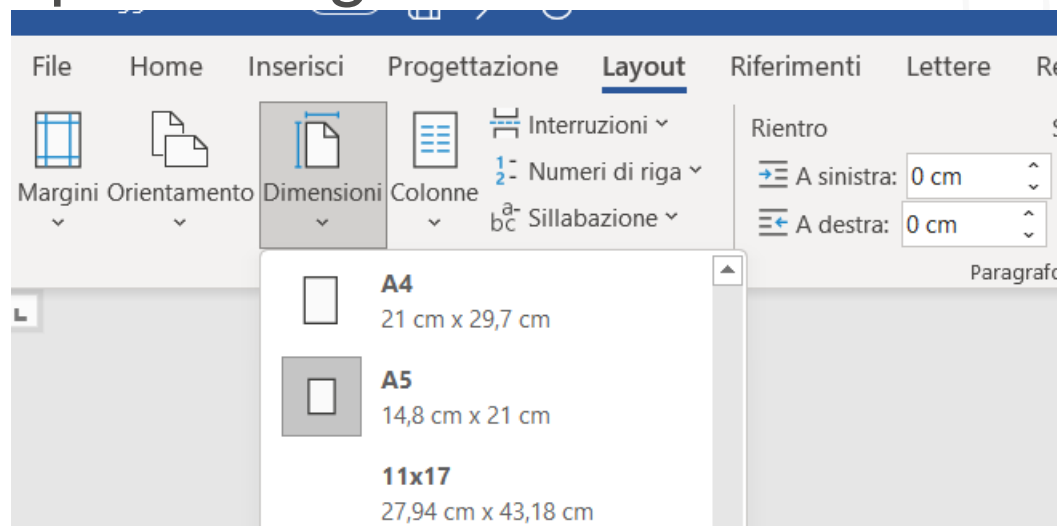 File Home Inserisci Progettazione Layout Riferimenti Lettere
Margini Orientamento Dimensioni Colonne
Interruzioni
Numeri di riga
Sillabazione
Rientro
A sinistra: 0 cm
A destra: 0 cm
A4
21 cm x 29,7 cm
A5
14,8 cm x 21 cm
11x17
27,94 cm x 43,18 cm